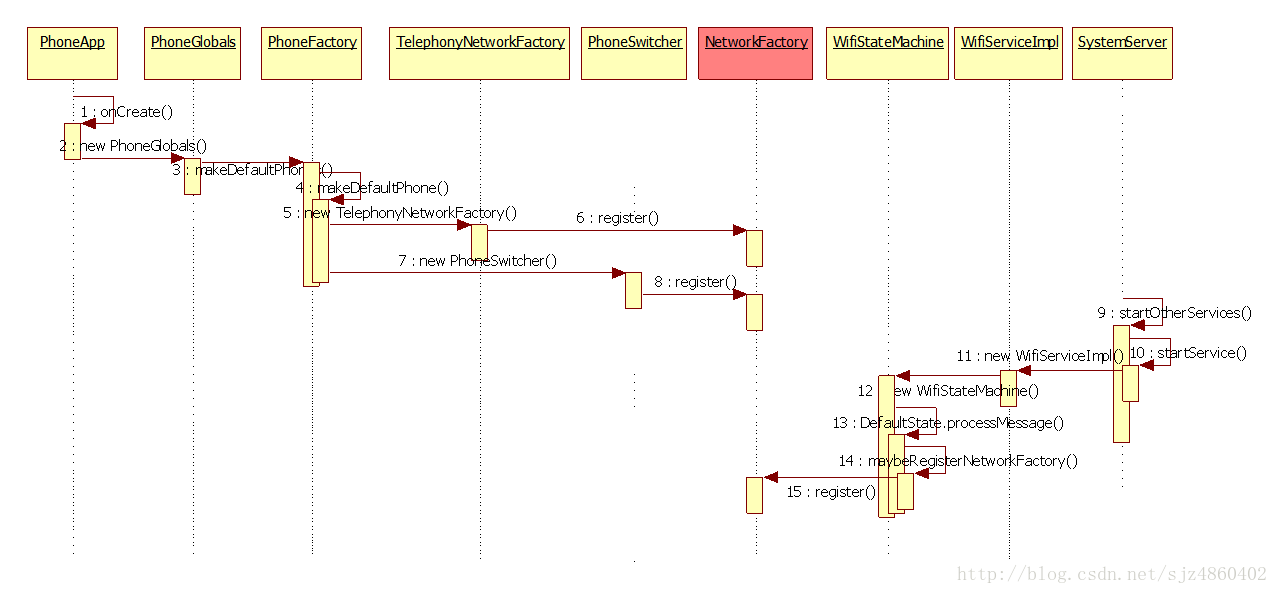 PhoneApp
PhoneGlobals
PhoneFactory
TelephonyNetworkFactory
PhoneSwitcher
NetworkFactory
WifiStateMachine
WifiServiceImpl
SystemServer
1 : onCreate()
2 : new PhoneGlobals()
3 : makeDefaultPhones()
4 : makeDefaultPhone()
5 : new TelephonyNetworkFactory()
6 : register()
7 : new PhoneSwitcher()
8 : register()
9 : startOtherServices()
10 : startService()
11 : new WifiServiceImpl()
12 : new WifiStateMachine()
13 : DefaultState.processMessage()
14 : maybeRegisterNetworkFactory()
15 : register()
http://blog.csdn.net/sjz4860402